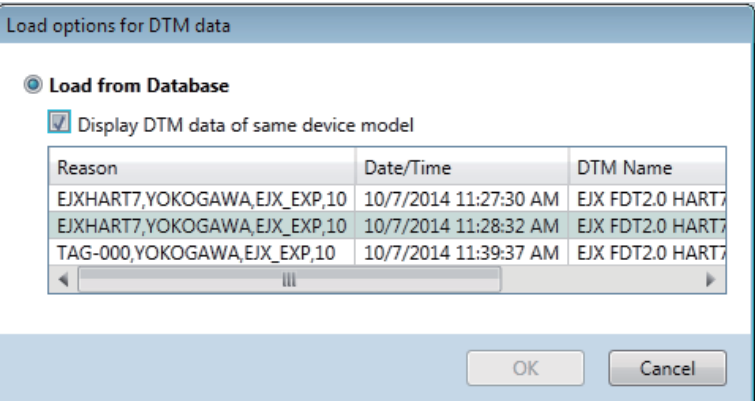 Load options for DTM data
Load from Database
Display DTM data of same device model
Reason Date/Time DTM Name
EJXHART7,YOKOGAWA,EJX_EXP,10 10/7/2014 11:27:30 AM EJX FDT2.0 HART7
EJXHART7,YOKOGAWA,EJX_EXP,10 10/7/2014 11:28:32 AM EJX FDT2.0 HART7
TAG-000,YOKOGAWA,EJX_EXP,10 10/7/2014 11:39:37 AM EJX FDT2.0 HART7
OK Cancel